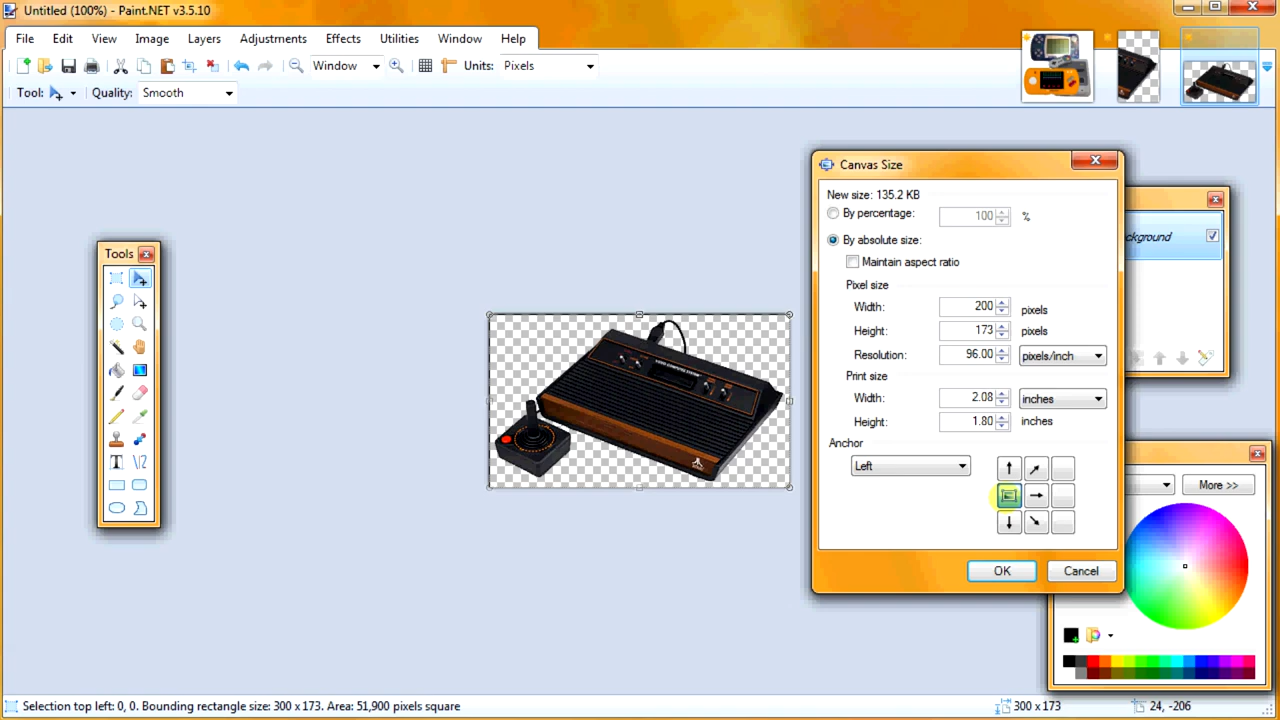 Untitled (100%) - Paint.NET v3.5.10
File Edit View Image Layers Adjustments Effects Utilities Window Help
Window Units: Pixels
Tool: Quality: Smooth
Tools
Canvas Size
New size: 135.2 KB
By percentage: 100 %
By absolute size:
Maintain aspect ratio
Pixel size
Width: 200 pixels
Height: 173 pixels
Resolution: 96.00 pixels/inch
Print size
Width: 2.08 inches
Height: 1.80 inches
Anchor
Left
OK Cancel
ckground
More >>
VIDEO COMPUTER SYSTEM
Selection top left: 0, 0. Bounding rectangle size: 300 x 173. Area: 51,900 pixels square
300 x 173
24, -206